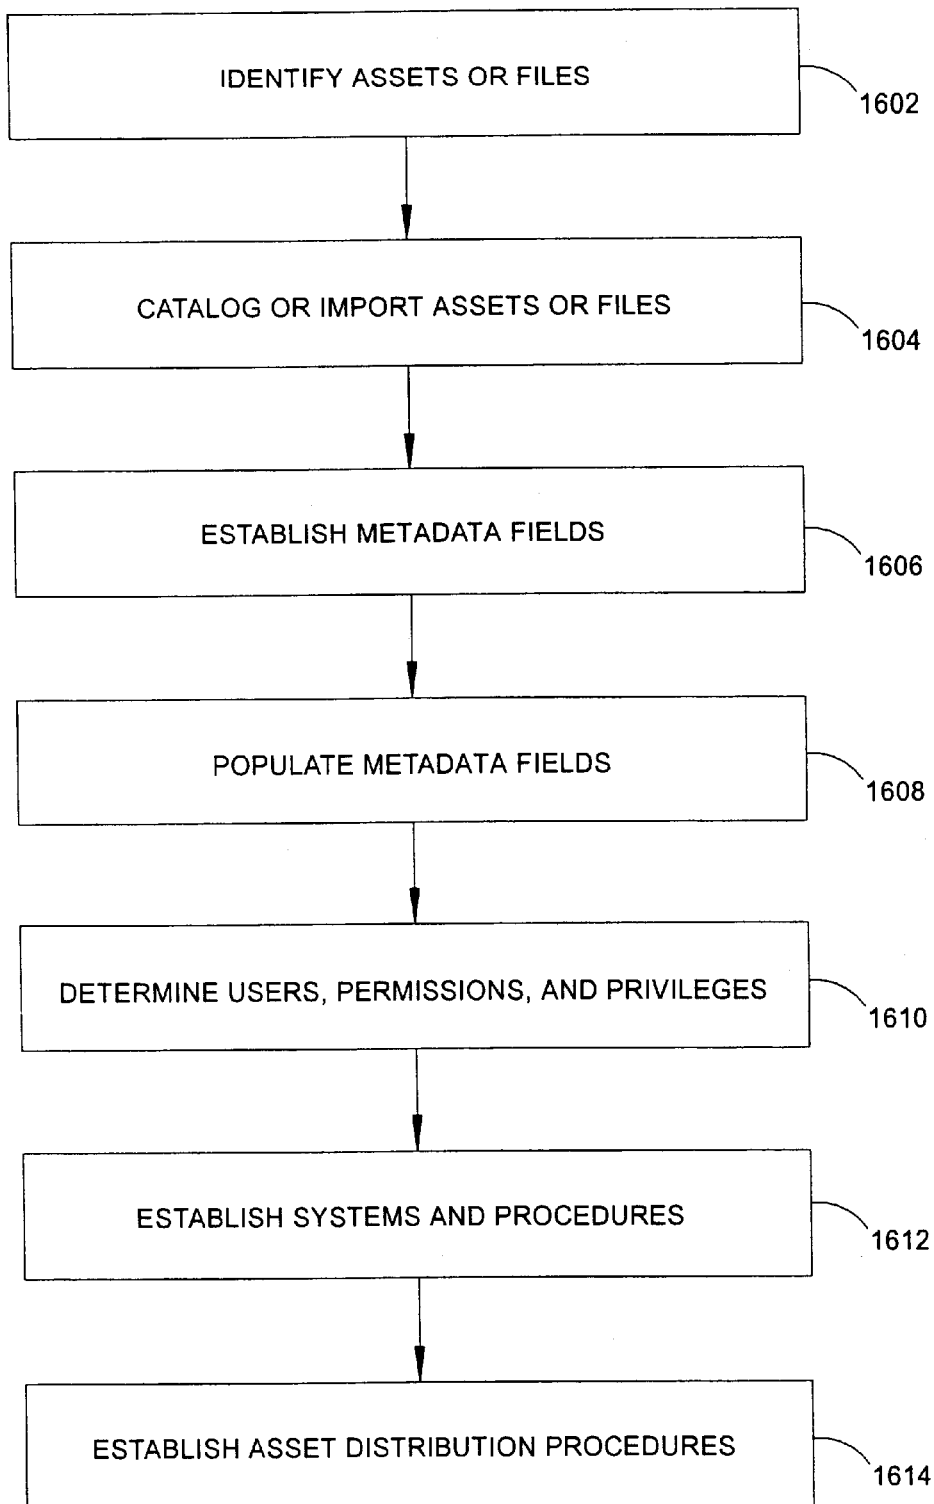 IDENTIFY ASSETS OR FILES
1602
CATALOG OR IMPORT ASSETS OR FILES
1604
ESTABLISH METADATA FIELDS
1606
POPULATE METADATA FIELDS
1608
DETERMINE USERS, PERMISSIONS, AND PRIVILEGES
1610
ESTABLISH SYSTEMS AND PROCEDURES
1612
ESTABLISH ASSET DISTRIBUTION PROCEDURES
1614